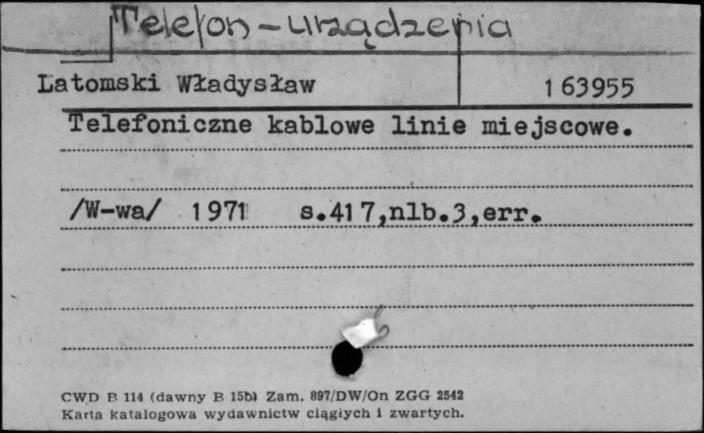 Telefon - urządzenia
Latomski Władysław 163955
Telefoniczne kablowe linie miejscowe.
/W-wa/ 1971 s.417,nlb.3,err.
CWD B 114 (dawny B 15b) Zam. 897/DW/On ZGG 2542
Karta katalogowa wydawnictw ciągłych i zwartych.